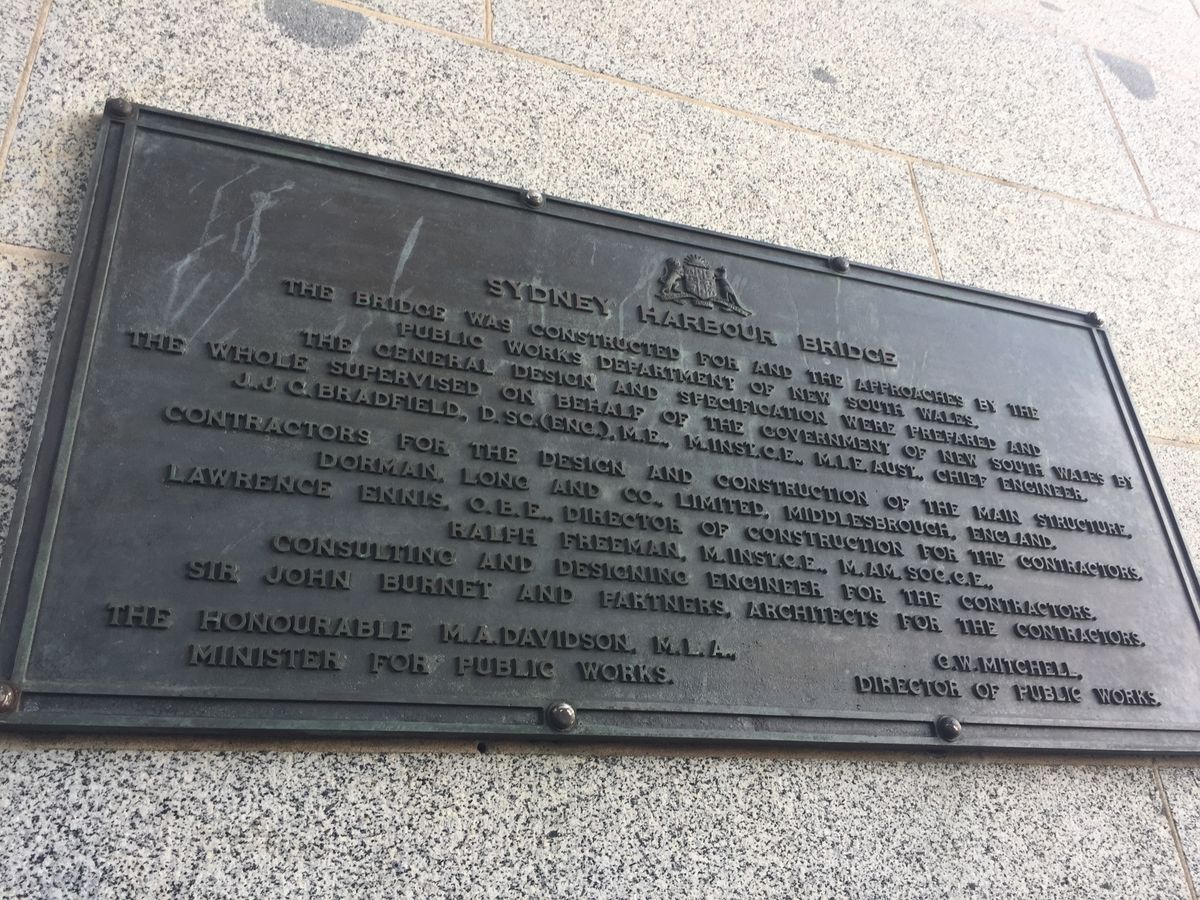 SYDNEY HARBOUR BRIDGE
THE BRIDGE WAS CONSTRUCTED FOR AND THE APPROACHES BY THE
PUBLIC WORKS DEPARTMENT OF NEW SOUTH WALES.
THE GENERAL DESIGN AND SPECIFICATION WERE PREPARED AND
THE WHOLE SUPERVISED ON BEHALF OF THE GOVERNMENT OF NEW SOUTH WALES BY
J.J.C. BRADFIELD, D.SC.(ENG.), M.E., M.INST.C.E., M.I.E.AUST., CHIEF ENGINEER.
CONTRACTORS FOR THE DESIGN AND CONSTRUCTION OF THE MAIN STRUCTURE,
DORMAN, LONG AND CO., LIMITED, MIDDLESBROUGH, ENGLAND.
LAWRENCE ENNIS, O.B.E., DIRECTOR OF CONSTRUCTION FOR THE CONTRACTORS.
RALPH FREEMAN, M.INST.C.E., M.AM.SOC.C.E.,
CONSULTING AND DESIGNING ENGINEER FOR THE CONTRACTORS.
SIR JOHN BURNET AND PARTNERS, ARCHITECTS FOR THE CONTRACTORS.
THE HONOURABLE M.A.DAVIDSON, M.L.A.,
MINISTER FOR PUBLIC WORKS.
G.W.MITCHELL,
DIRECTOR OF PUBLIC WORKS.